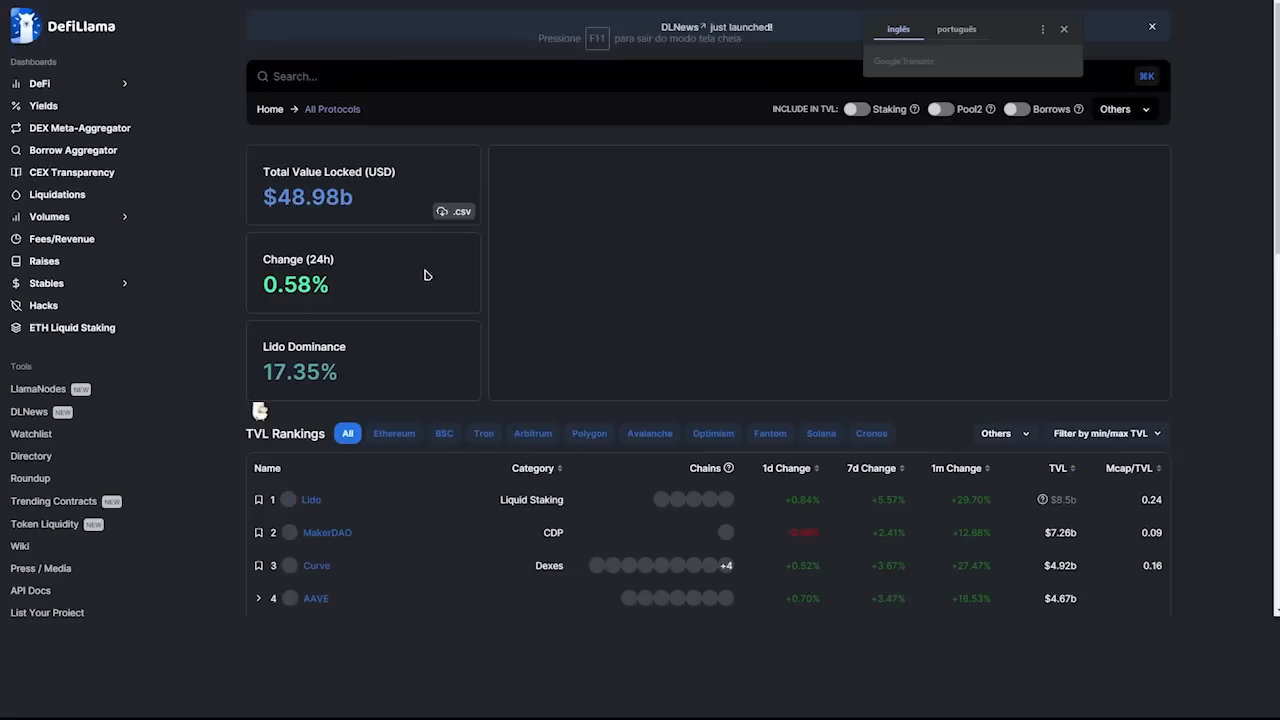 DefiLlama
Dashboards
DeFi
Yields
DEX Meta-Aggregator
Borrow Aggregator
CEX Transparency
Liquidations
Volumes
Fees/Revenue
Raises
Stables
Hacks
ETH Liquid Staking
Tools
LlamaNodes NEW
DLNews NEW
Watchlist
Directory
Roundup
Trending Contracts NEW
Token Liquidity NEW
Wiki
Press / Media
API Docs
List Your Project
DLNews↗ just launched!
Pressione F11 para sair do modo tela cheia
inglês português
Google Translate
Search...
⌘K
Home → All Protocols
INCLUDE IN TVL: Staking Pool2 Borrows Others
Total Value Locked (USD)
$48.98b
.csv
Change (24h)
0.58%
Lido Dominance
17.35%
TVL Rankings All Ethereum BSC Tron Arbitrum Polygon Avalanche Optimism Fantom Solana Cronos Others Filter by min/max TVL
Name Category Chains 1d Change 7d Change 1m Change TVL Mcap/TVL
1 Lido Liquid Staking +0.84% +5.57% +29.70% $8.5b 0.24
2 MakerDAO CDP +2.41% +12.68% $7.26b 0.09
3 Curve Dexes +4 +0.52% +3.67% +27.47% $4.92b 0.16
4 AAVE +0.70% +3.47% +16.53% $4.67b